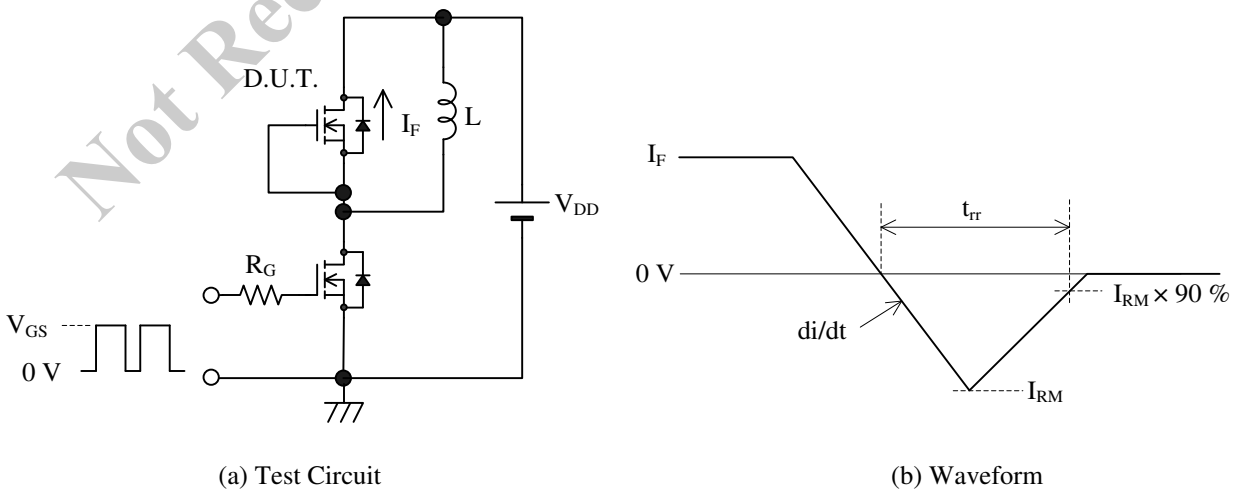 Not Rec
D.U.T.
I_F
L
V_DD
R_G
V_GS
0 V
(a) Test Circuit
I_F
t_rr
0 V
I_RM × 90 %
di/dt
I_RM
(b) Waveform